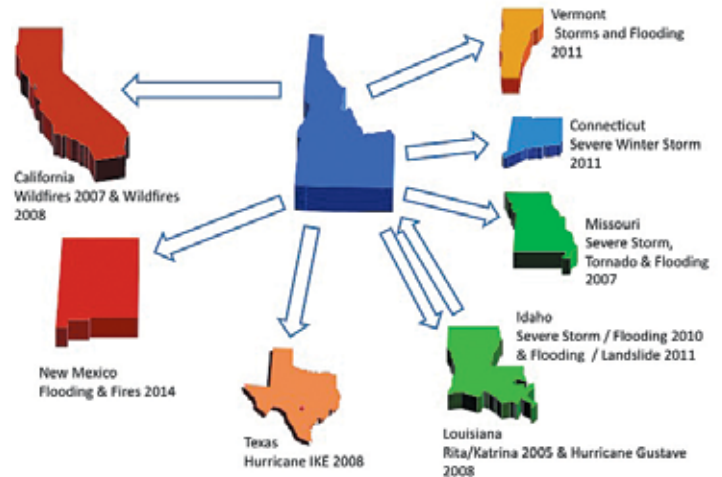 Vermont
Storms and Flooding
2011
Connecticut
Severe Winter Storm
2011
California
Wildfires 2007 & Wildfires
2008
Missouri
Severe Storm,
Tornado & Flooding
2007
Idaho
Severe Storm / Flooding 2010
& Flooding / Landslide 2011
New Mexico
Flooding & Fires 2014
Texas
Hurricane IKE 2008
Louisiana
Rita/Katrina 2005 & Hurricane Gustave
2008